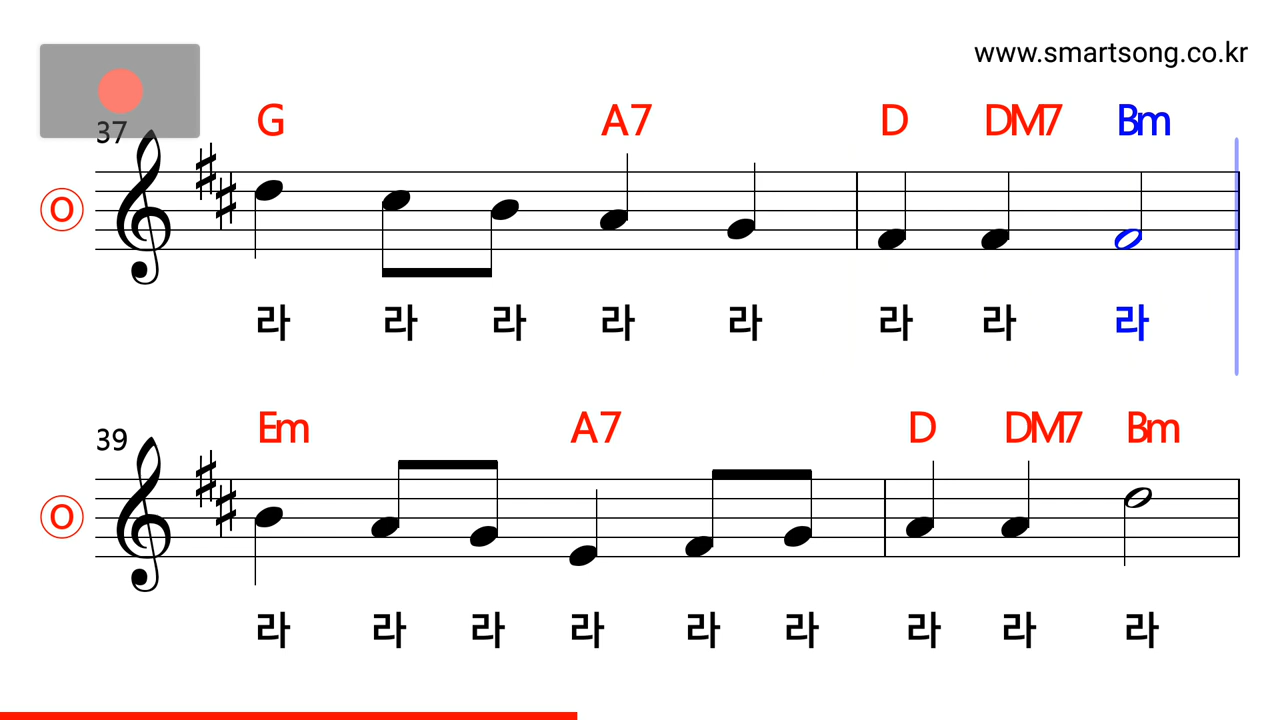 www.smartsong.co.kr
G A7 D DM7 Bm
37
O
라 라 라 라 라 라 라 라
Em A7 D DM7 Bm
39
O
라 라 라 라 라 라 라 라 라